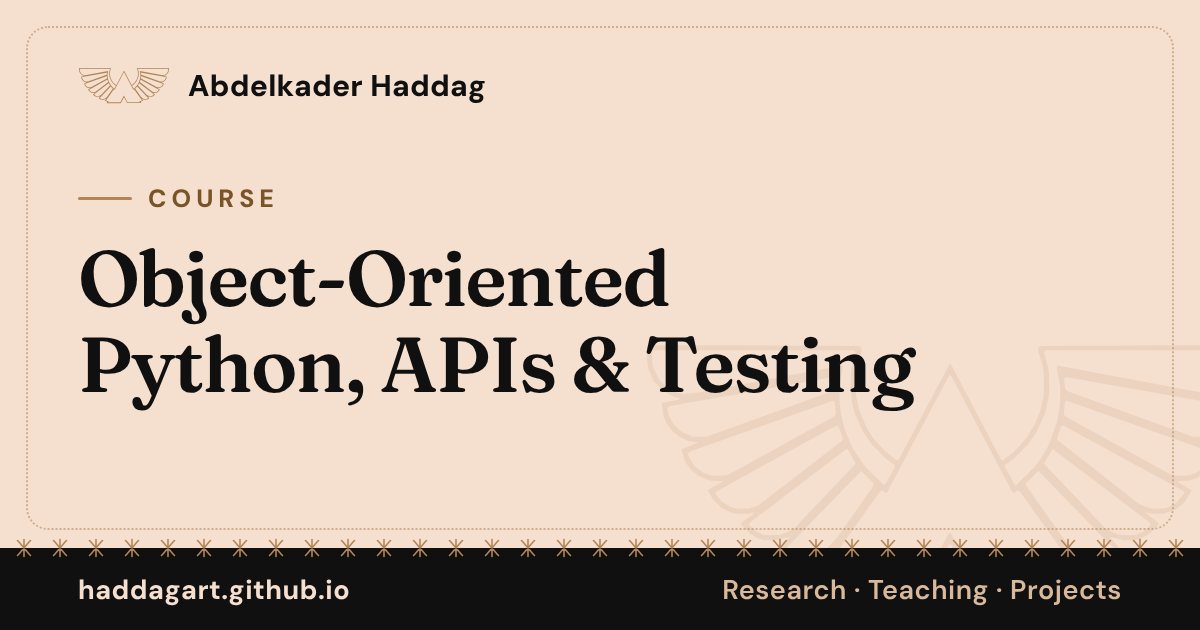 Abdelkader Haddag
COURSE
Object-Oriented
Python, APIs & Testing
haddagart.github.io
Research · Teaching · Projects